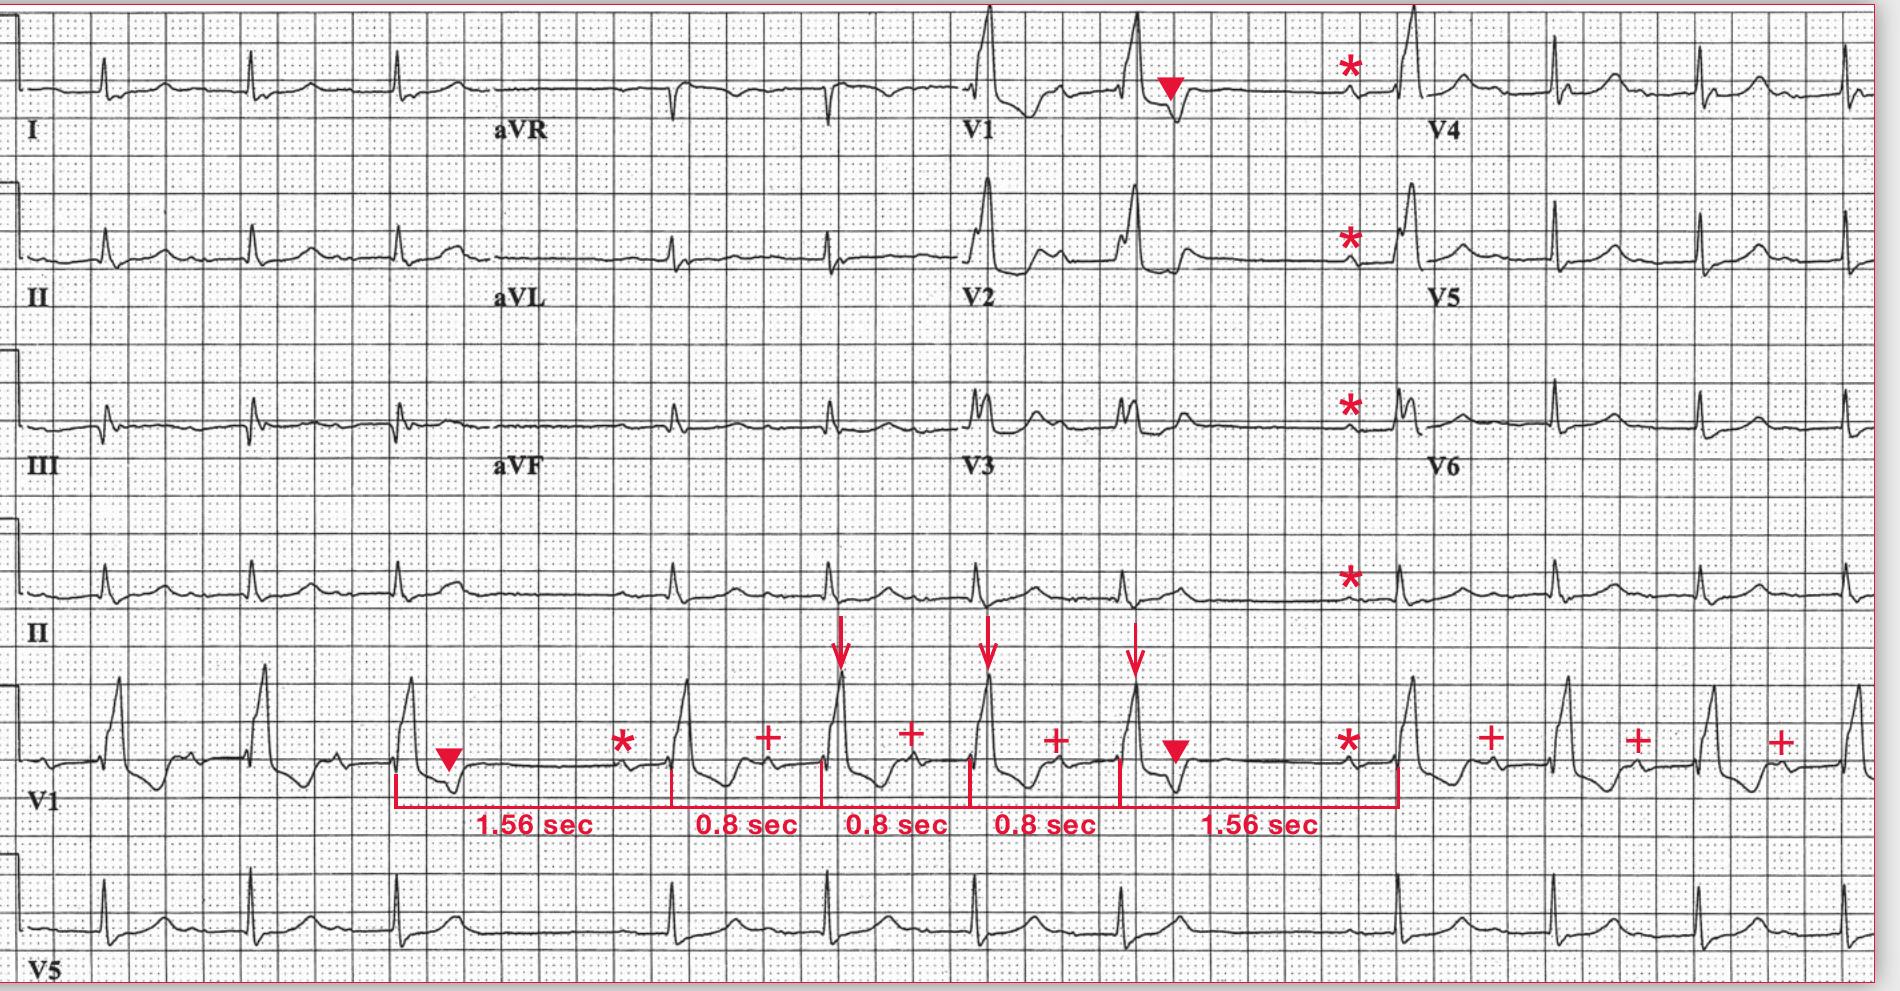 I aVR V1 V4
II aVL V2 V5
III aVF V3 V6
II
V1
1.56 sec 0.8 sec 0.8 sec 0.8 sec 1.56 sec
V5